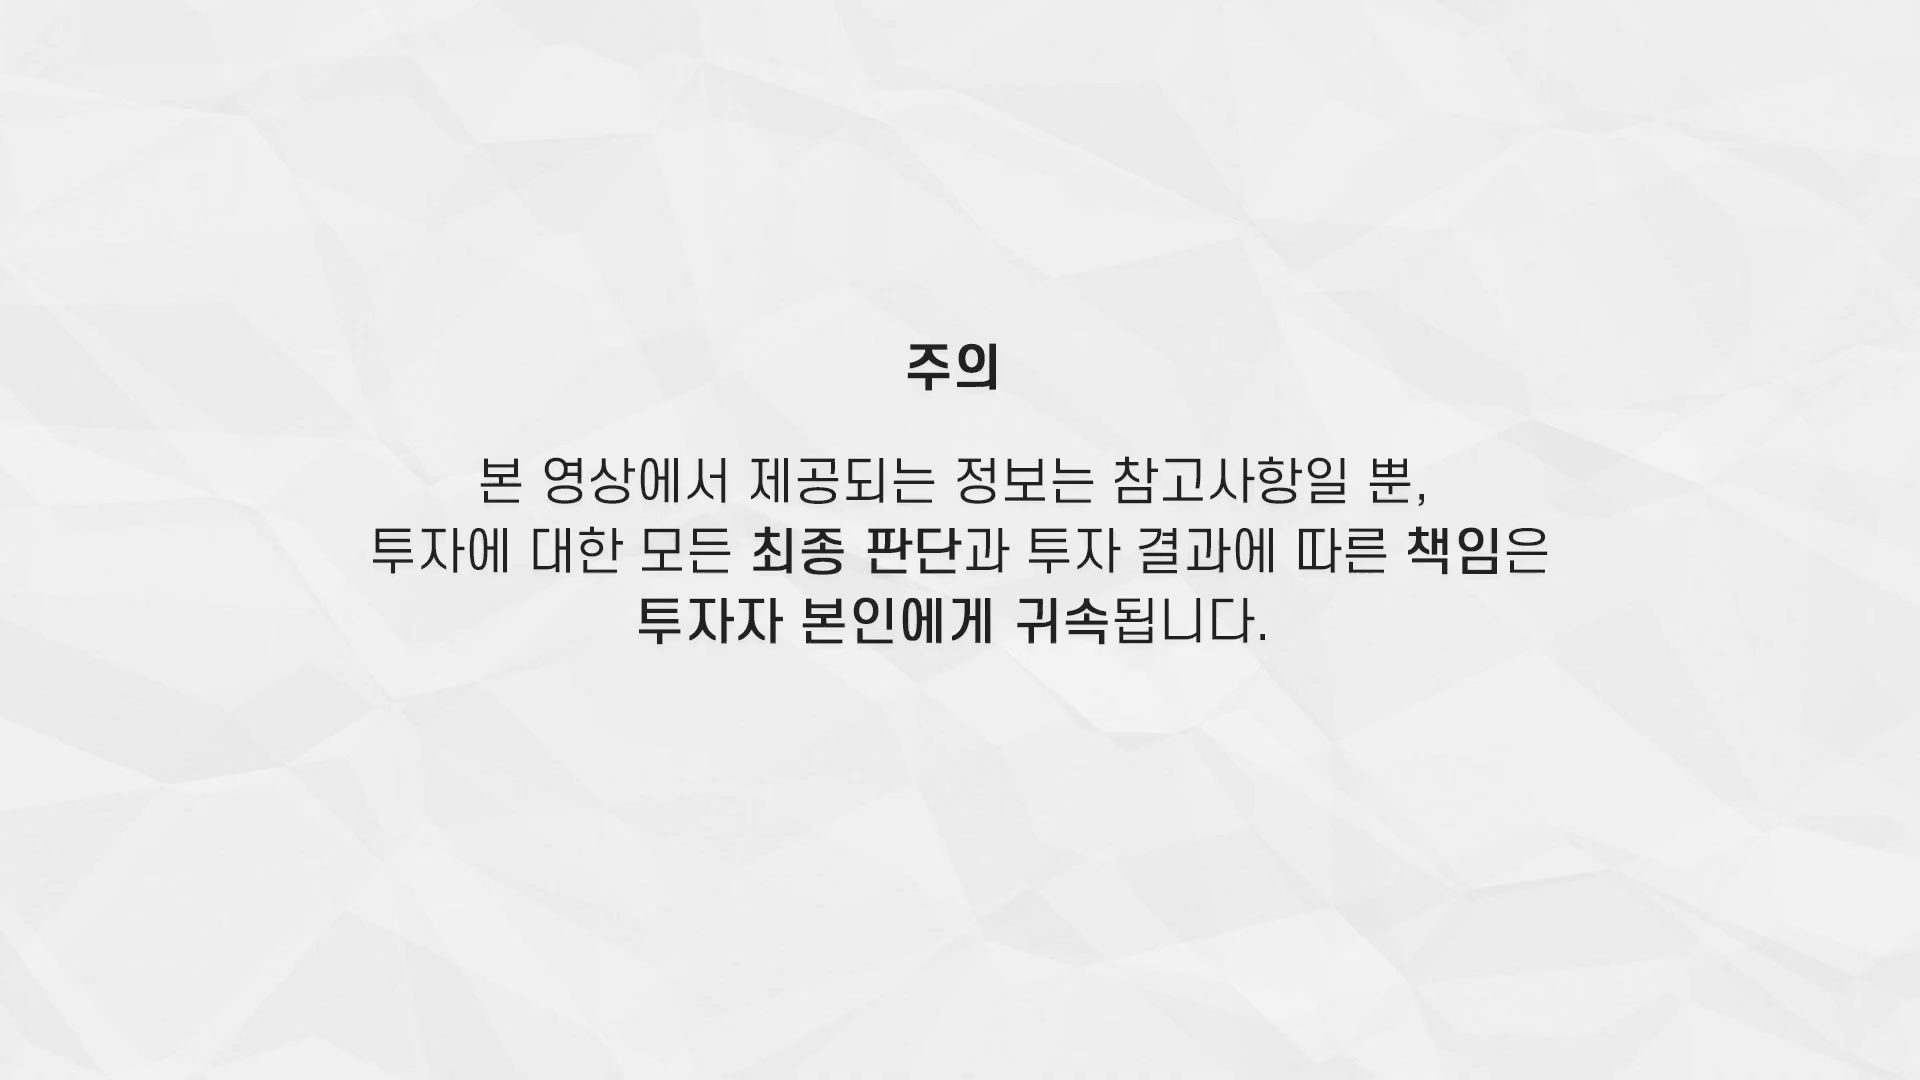 주의
본 영상에서 제공되는 정보는 참고사항일 뿐,
투자에 대한 모든 최종 판단과 투자 결과에 따른 책임은
투자자 본인에게 귀속됩니다.